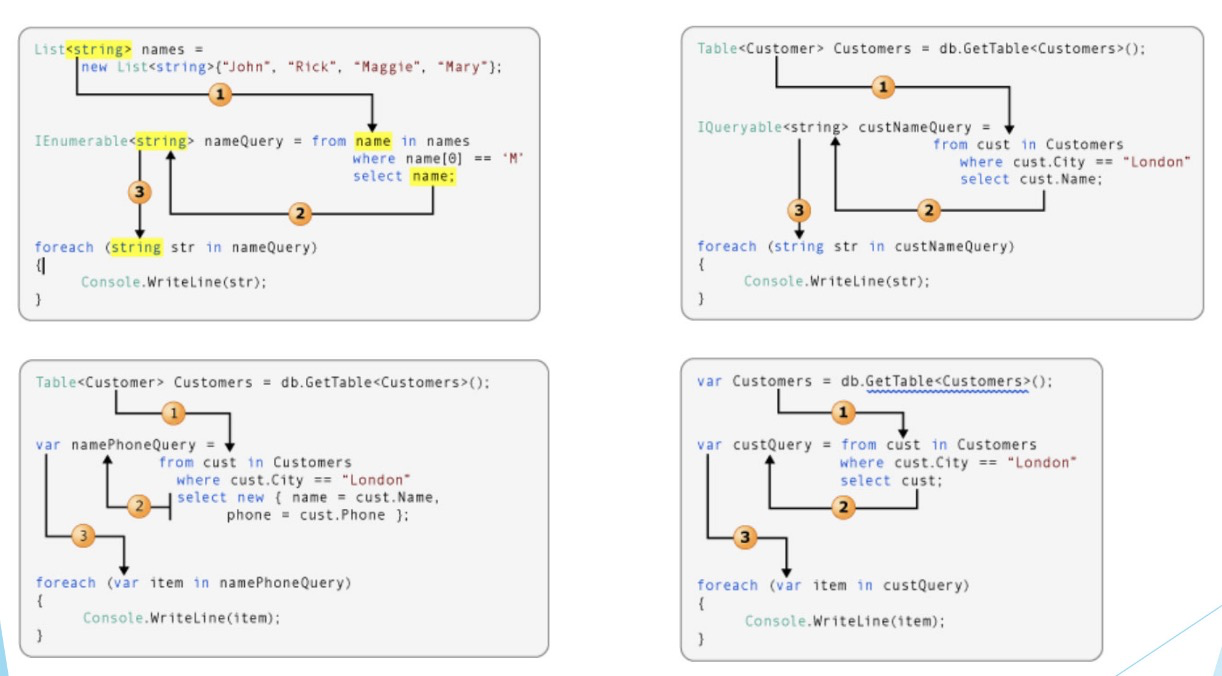 List<string> names =
new List<string>{"John", "Rick", "Maggie", "Mary"};
1
IEnumerable<string> nameQuery = from name in names
where name[0] == 'M'
select name;
3
2
foreach (string str in nameQuery)
{
Console.WriteLine(str);
}
Table<Customer> Customers = db.GetTable<Customers>();
1
IQueryable<string> custNameQuery =
from cust in Customers
where cust.City == "London"
select cust.Name;
3
2
foreach (string str in custNameQuery)
{
Console.WriteLine(str);
}
Table<Customer> Customers = db.GetTable<Customers>();
1
var namePhoneQuery =
from cust in Customers
where cust.City == "London"
2
select new { name = cust.Name,
phone = cust.Phone };
3
foreach (var item in namePhoneQuery)
{
Console.WriteLine(item);
}
var Customers = db.GetTable<Customers>();
1
var custQuery = from cust in Customers
where cust.City == "London"
select cust;
2
3
foreach (var item in custQuery)
{
Console.WriteLine(item);
}